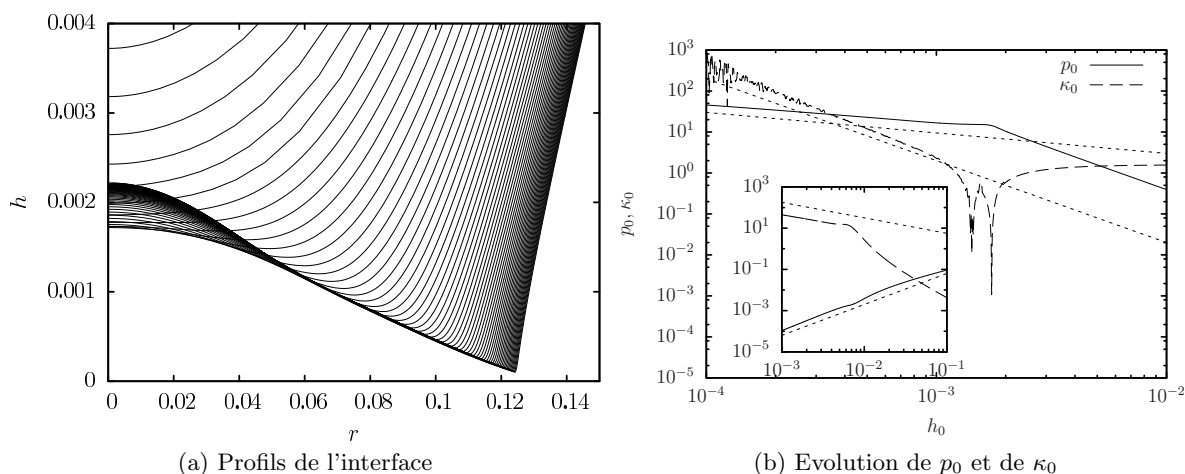 0.004
0.003
0.002
0.001
0
h
0 0.02 0.04 0.06 0.08 0.1 0.12 0.14
r
(a) Profils de l'interface
10³
10²
10¹
10⁰
10⁻¹
10⁻²
10⁻³
10⁻⁴
10⁻⁵
p₀, κ₀
p₀
κ₀
10³
10¹
10⁻¹
10⁻³
10⁻⁵
10⁻³ 10⁻² 10⁻¹
10⁻⁴ 10⁻³ 10⁻²
h₀
(b) Evolution de p₀ et de κ₀